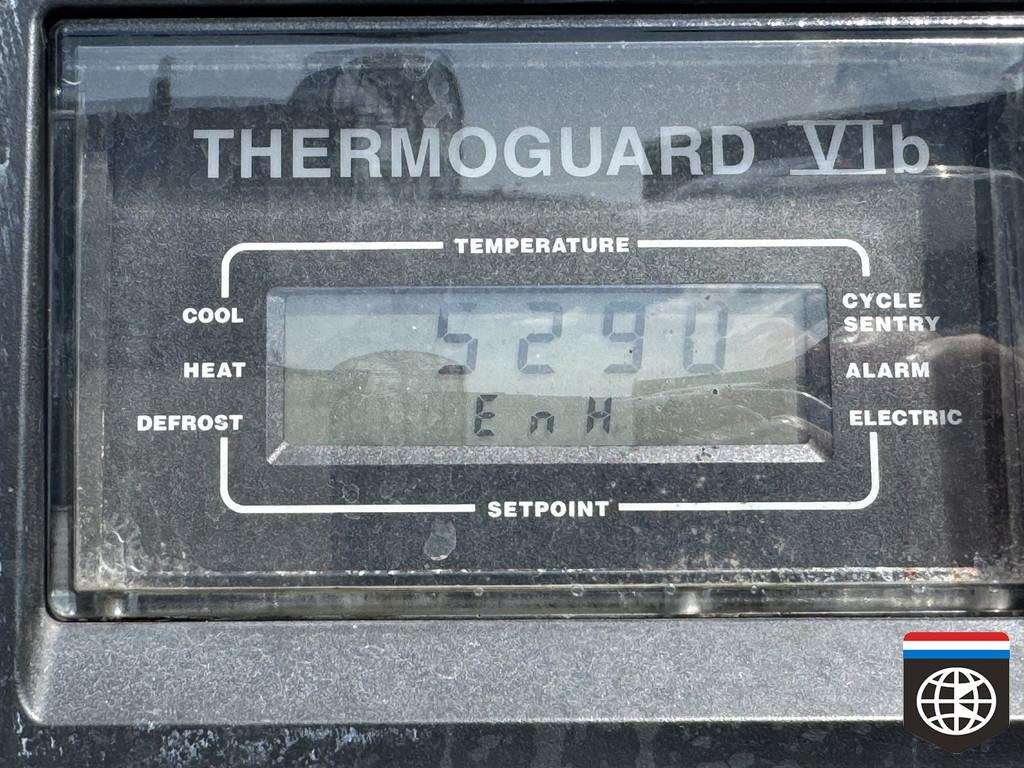 THERMOGUARD VIb
TEMPERATURE
COOL
HEAT
DEFROST
5290
EnH
CYCLE
SENTRY
ALARM
ELECTRIC
SETPOINT